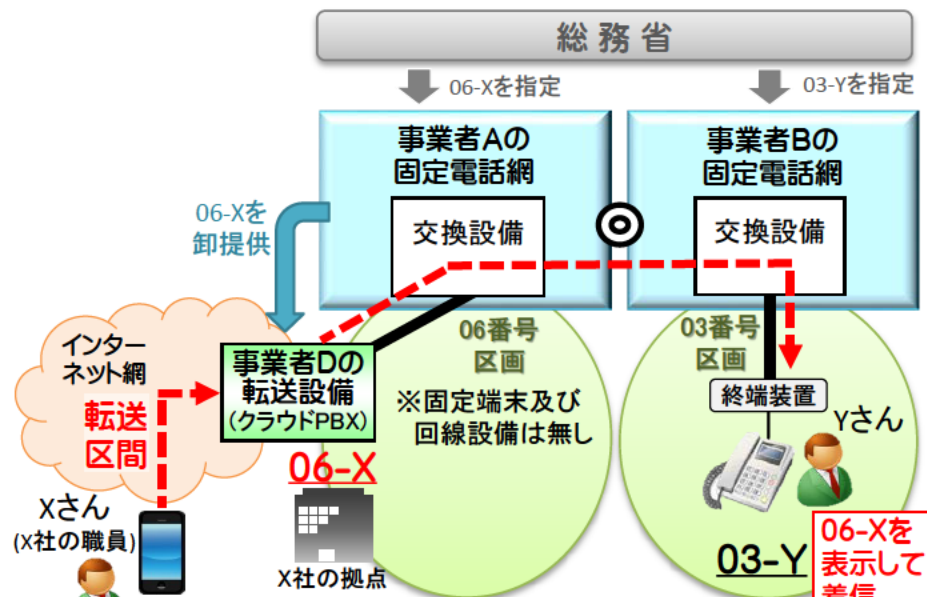 総務省
06-Xを指定
03-Yを指定
事業者Aの
固定電話網
事業者Bの
固定電話網
交換設備
交換設備
06-Xを
卸提供
インター
ネット網
転送
区間
事業者Dの
転送設備
(クラウドPBX)
06番号
区画
※固定端末及び
回線設備は無し
03番号
区画
終端装置
Yさん
06-X
X社の拠点
Xさん
(X社の職員)
03-Y
06-Xを
表示して
着信